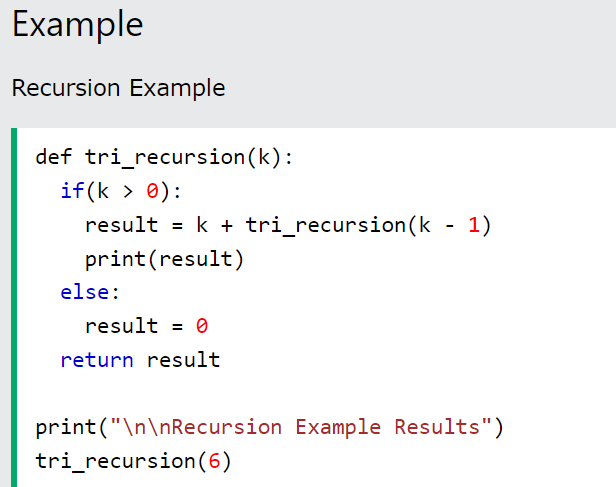 Example
Recursion Example
def tri_recursion(k):
  if(k > 0):
    result = k + tri_recursion(k - 1)
    print(result)
  else:
    result = 0
  return result

print("\n\nRecursion Example Results")
tri_recursion(6)